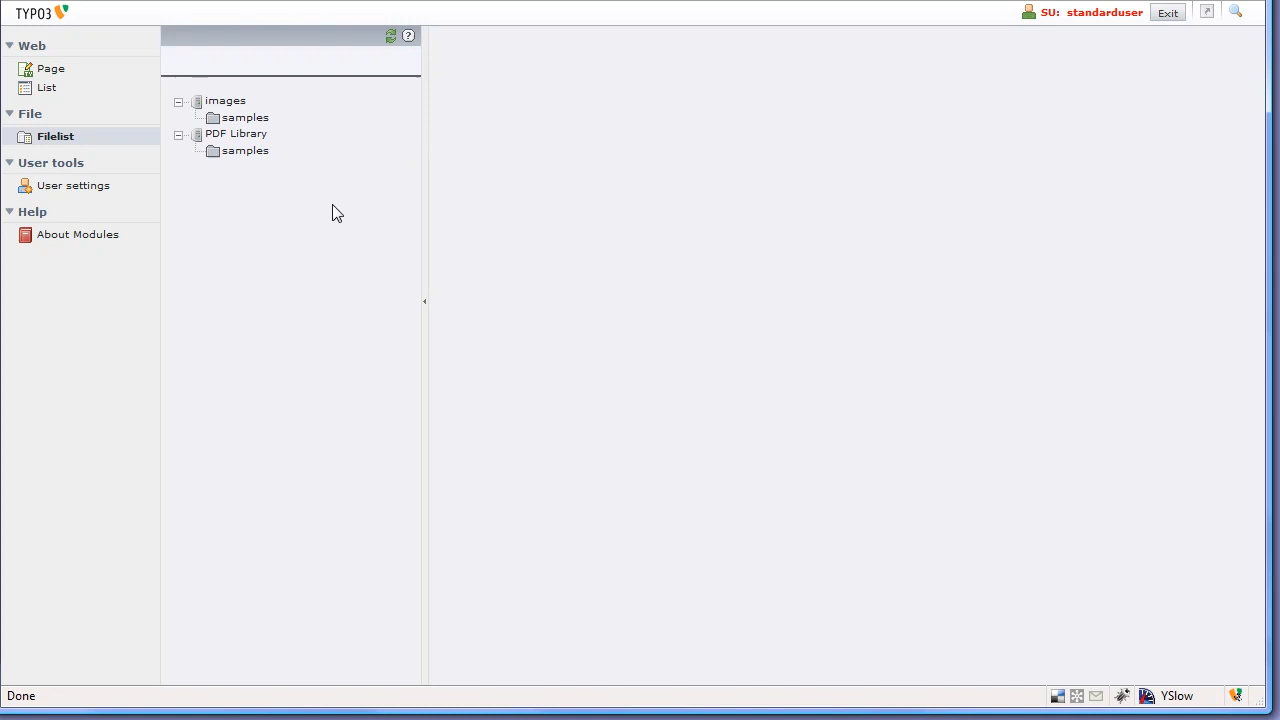 TYPO3
SU: standarduser
Exit
Web
Page
List
File
Filelist
User tools
User settings
Help
About Modules
?
images
samples
PDF Library
samples
Done
YSlow